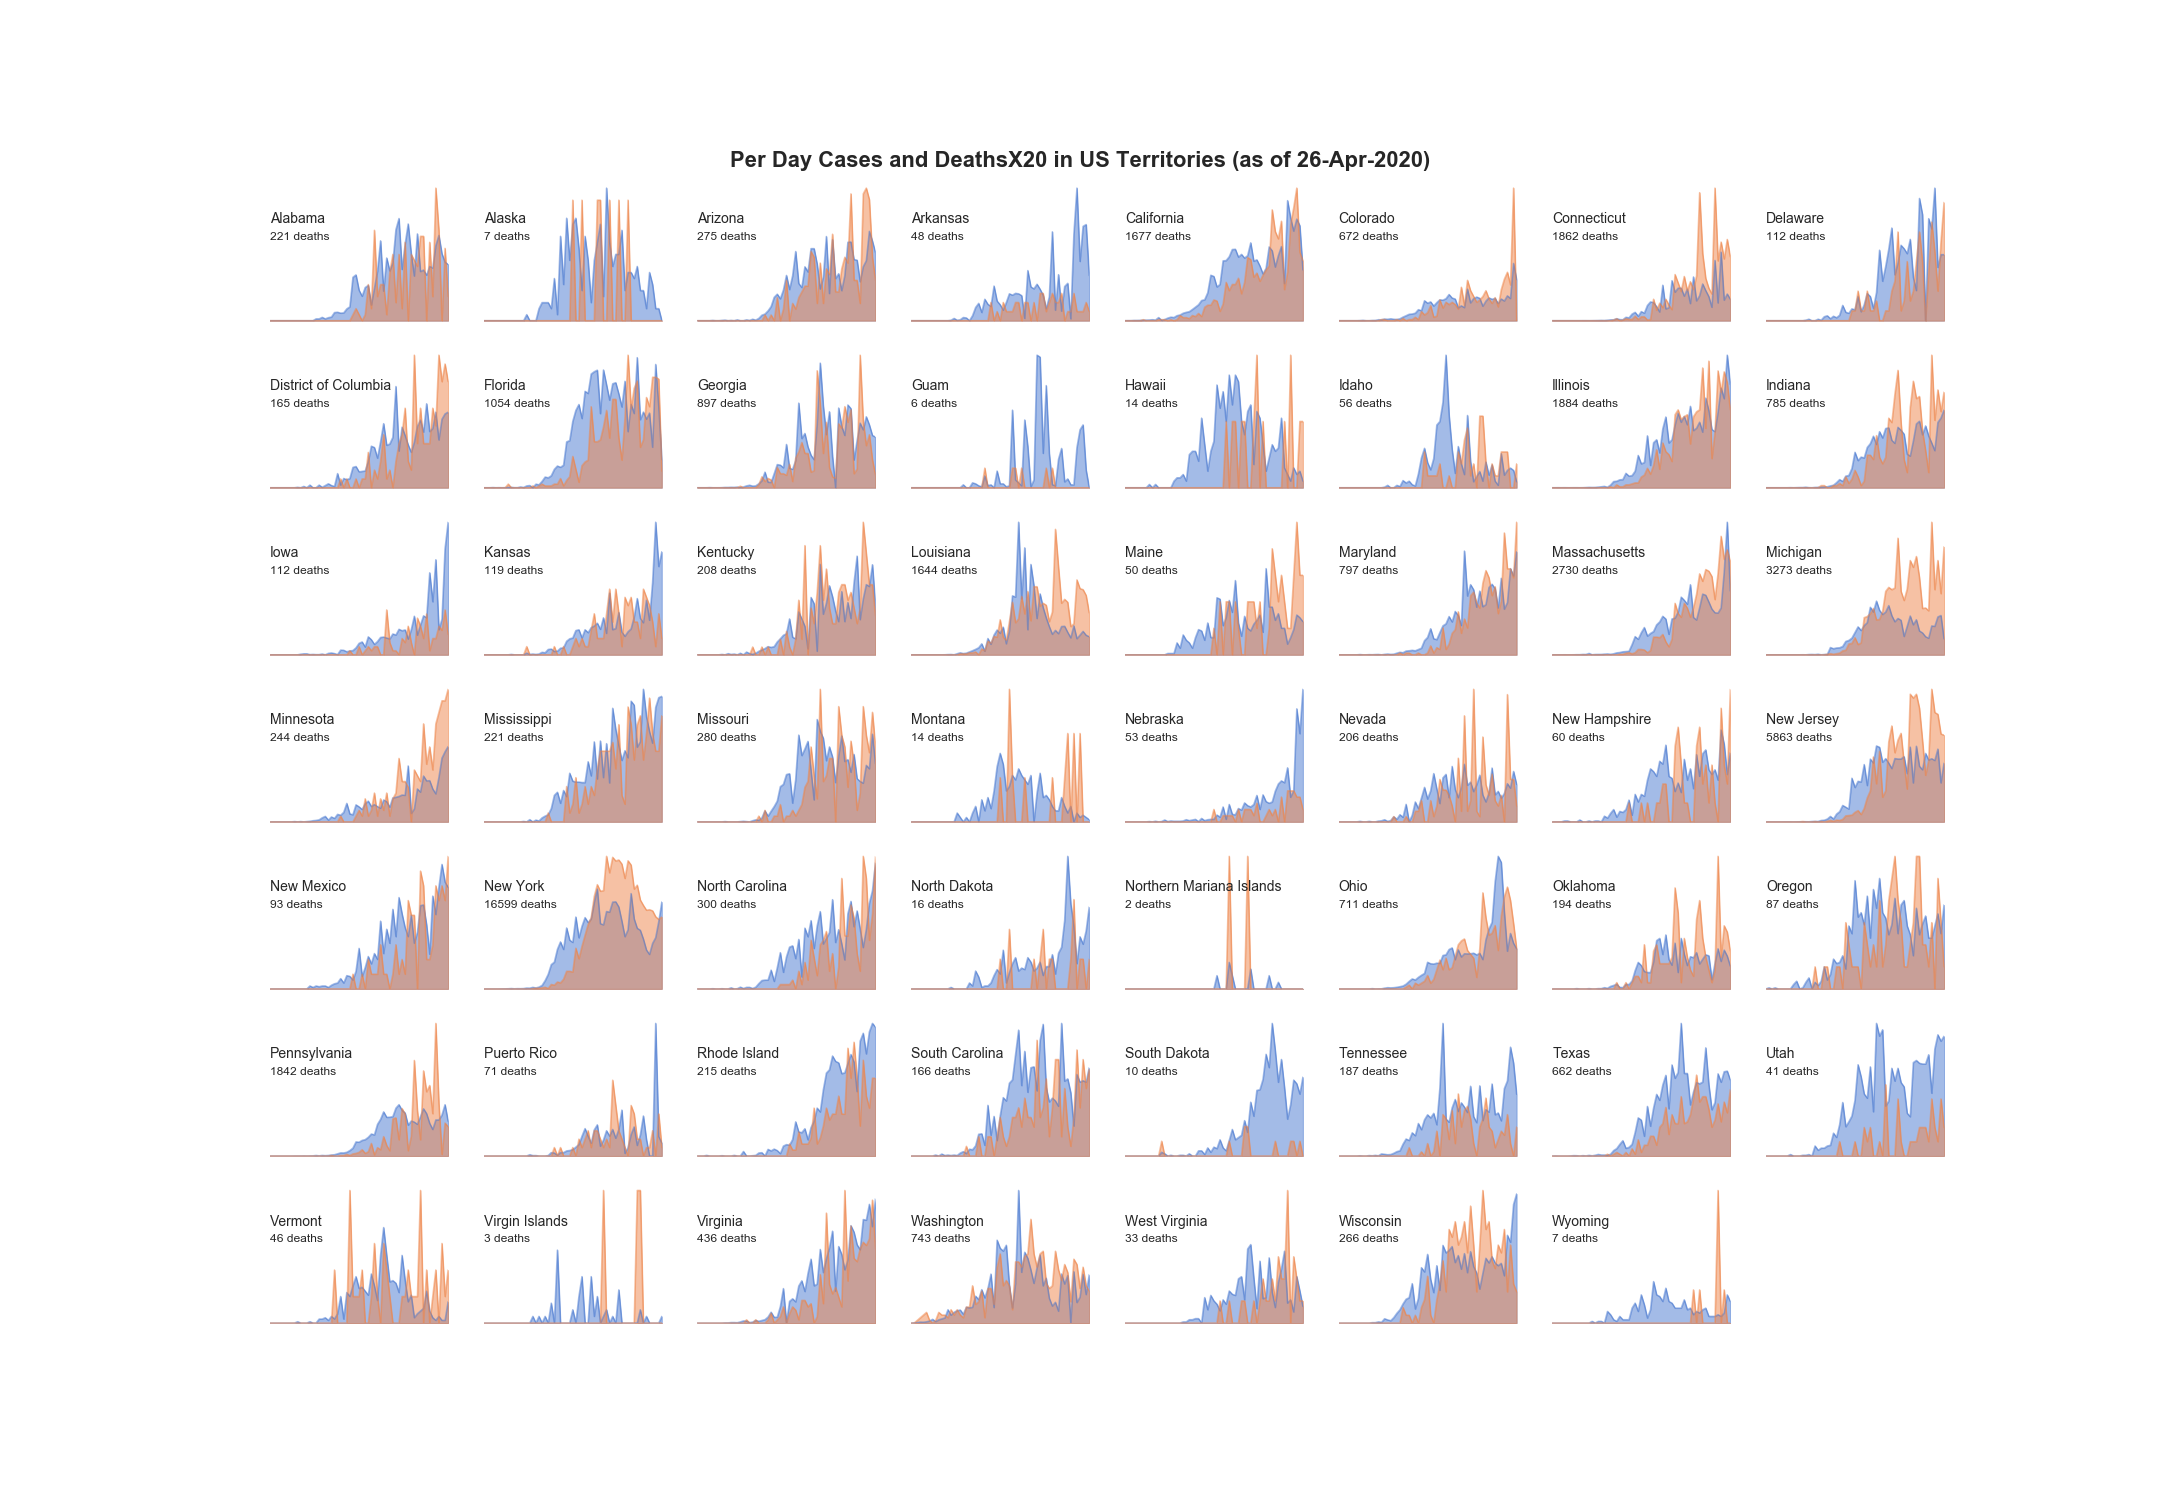 Per Day Cases and DeathsX20 in US Territories (as of 26-Apr-2020)
Alabama
221 deaths
Alaska
7 deaths
Arizona
275 deaths
Arkansas
48 deaths
California
1677 deaths
Colorado
672 deaths
Connecticut
1862 deaths
Delaware
112 deaths
District of Columbia
165 deaths
Florida
1054 deaths
Georgia
897 deaths
Guam
6 deaths
Hawaii
14 deaths
Idaho
56 deaths
Illinois
1884 deaths
Indiana
785 deaths
Iowa
112 deaths
Kansas
119 deaths
Kentucky
208 deaths
Louisiana
1644 deaths
Maine
50 deaths
Maryland
797 deaths
Massachusetts
2730 deaths
Michigan
3273 deaths
Minnesota
244 deaths
Mississippi
221 deaths
Missouri
280 deaths
Montana
14 deaths
Nebraska
53 deaths
Nevada
206 deaths
New Hampshire
60 deaths
New Jersey
5863 deaths
New Mexico
93 deaths
New York
16599 deaths
North Carolina
300 deaths
North Dakota
16 deaths
Northern Mariana Islands
2 deaths
Ohio
711 deaths
Oklahoma
194 deaths
Oregon
87 deaths
Pennsylvania
1842 deaths
Puerto Rico
71 deaths
Rhode Island
215 deaths
South Carolina
166 deaths
South Dakota
10 deaths
Tennessee
187 deaths
Texas
662 deaths
Utah
41 deaths
Vermont
46 deaths
Virgin Islands
3 deaths
Virginia
436 deaths
Washington
743 deaths
West Virginia
33 deaths
Wisconsin
266 deaths
Wyoming
7 deaths